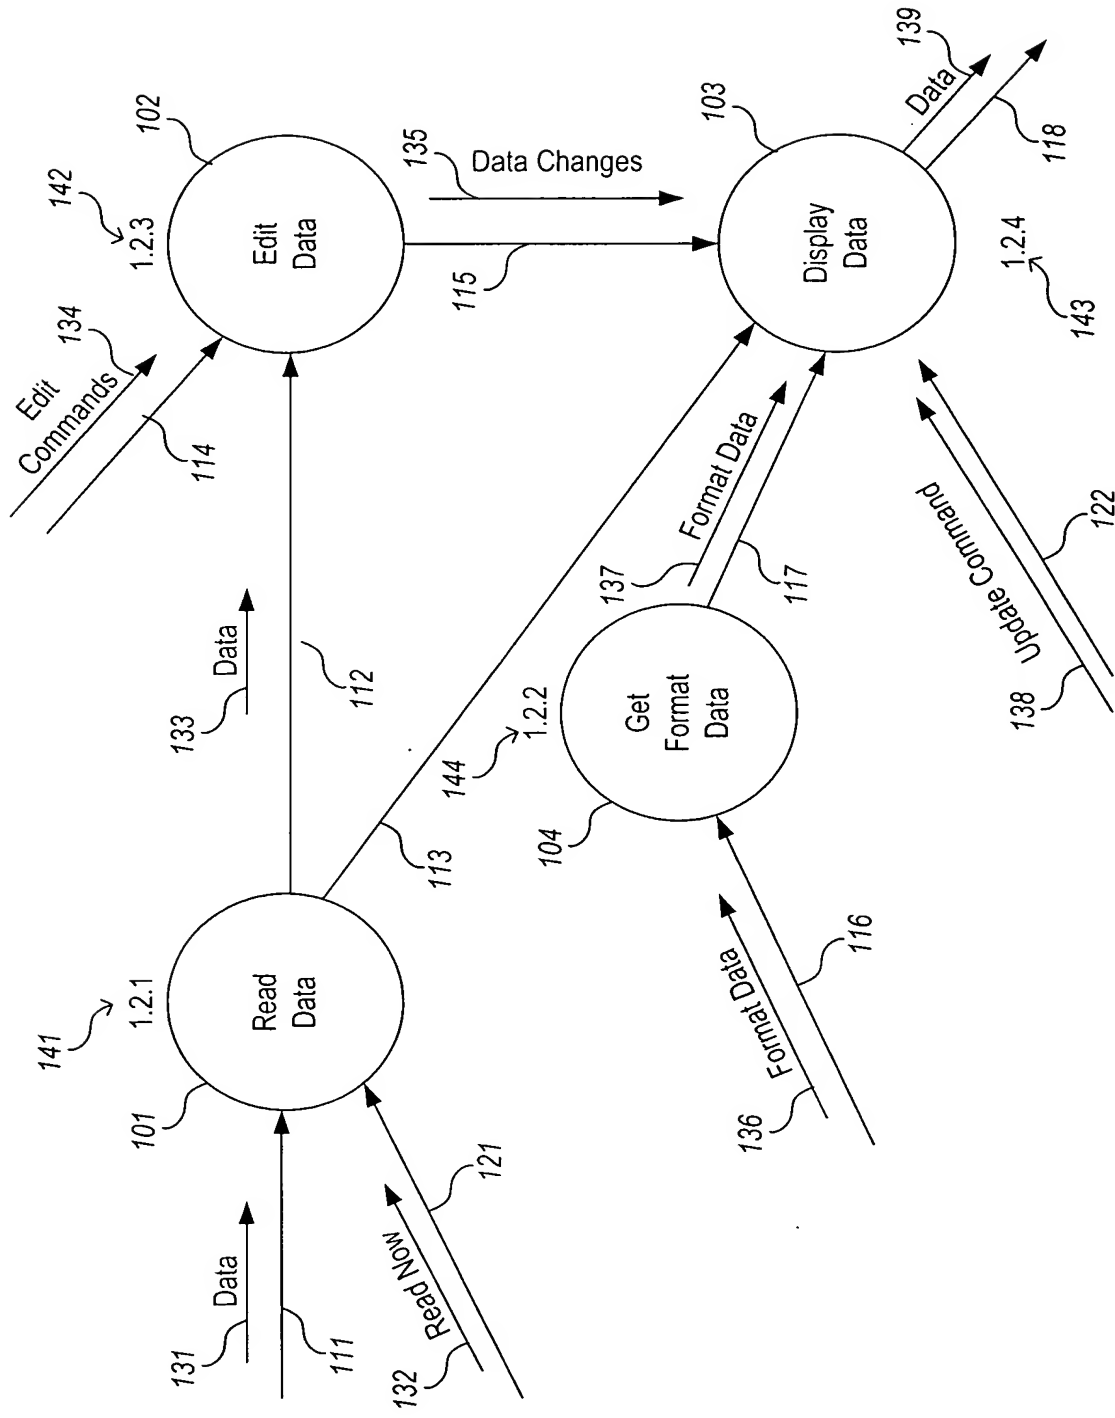 131
Data
111
132
Read Now
121
141
1.2.1
101
Read
Data
133
Data
112
113
Edit
Commands
134
114
142
1.2.3
102
Edit
Data
135
Data Changes
115
136
Format Data
116
144
1.2.2
104
Get
Format
Data
137
Format Data
117
138
Update Command
122
103
Display
Data
1.2.4
143
Data
139
118